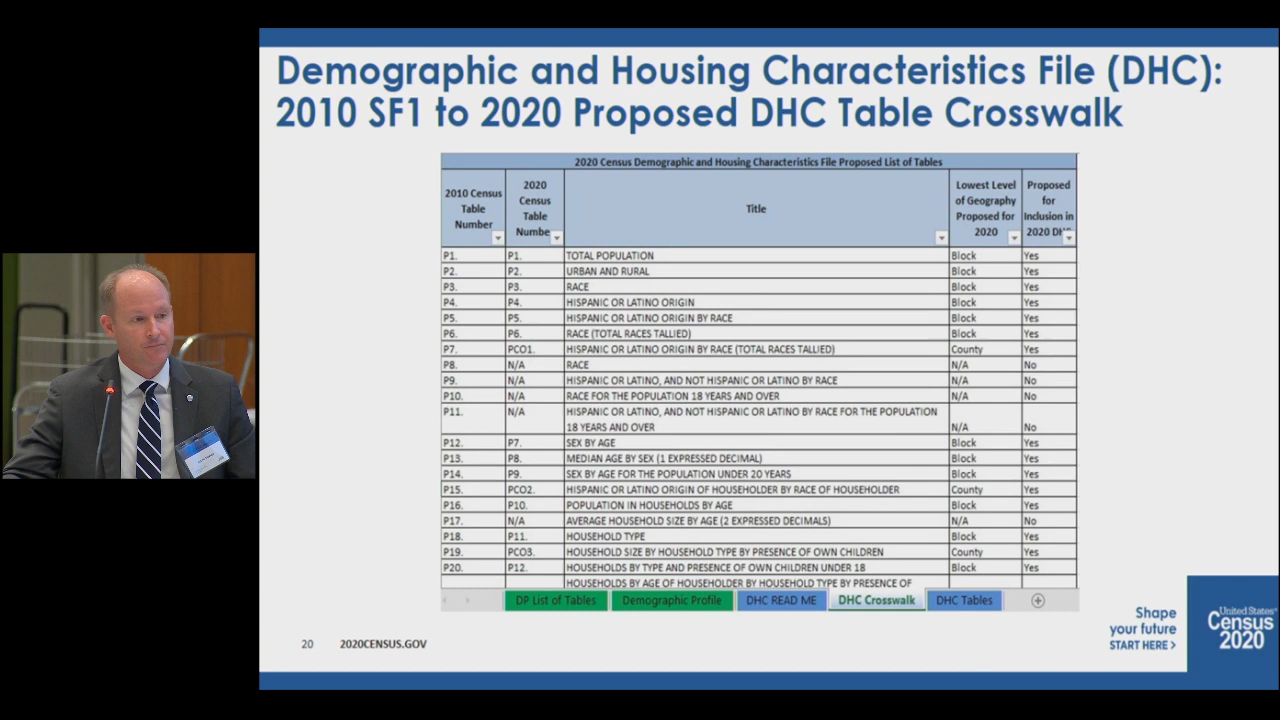 Demographic and Housing Characteristics File (DHC):
2010 SF1 to 2020 Proposed DHC Table Crosswalk
2020 Census Demographic and Housing Characteristics File Proposed List of Tables
2010 Census Table Number | 2020 Census Table Numbe | Title | Lowest Level of Geography Proposed for 2020 | Proposed for Inclusion in 2020 DHC
P1. P1. TOTAL POPULATION Block Yes
P2. P2. URBAN AND RURAL Block Yes
P3. P3. RACE Block Yes
P4. P4. HISPANIC OR LATINO ORIGIN Block Yes
P5. P5. HISPANIC OR LATINO ORIGIN BY RACE Block Yes
P6. P6. RACE (TOTAL RACES TALLIED) Block Yes
P7. PCO1. HISPANIC OR LATINO ORIGIN BY RACE (TOTAL RACES TALLIED) County Yes
P8. N/A RACE N/A No
P9. N/A HISPANIC OR LATINO, AND NOT HISPANIC OR LATINO BY RACE N/A No
P10. N/A RACE FOR THE POPULATION 18 YEARS AND OVER N/A No
P11. N/A HISPANIC OR LATINO, AND NOT HISPANIC OR LATINO BY RACE FOR THE POPULATION
18 YEARS AND OVER N/A No
P12. P7. SEX BY AGE Block Yes
P13. P8. MEDIAN AGE BY SEX (1 EXPRESSED DECIMAL) Block Yes
P14. P9. SEX BY AGE FOR THE POPULATION UNDER 20 YEARS Block Yes
P15. PCO2. HISPANIC OR LATINO ORIGIN OF HOUSEHOLDER BY RACE OF HOUSEHOLDER County Yes
P16. P10. POPULATION IN HOUSEHOLDS BY AGE Block Yes
P17. N/A AVERAGE HOUSEHOLD SIZE BY AGE (2 EXPRESSED DECIMALS) N/A No
P18. P11. HOUSEHOLD TYPE Block Yes
P19. PCO3. HOUSEHOLD SIZE BY HOUSEHOLD TYPE BY PRESENCE OF OWN CHILDREN County Yes
P20. P12. HOUSEHOLDS BY TYPE AND PRESENCE OF OWN CHILDREN UNDER 18 Block Yes
HOUSEHOLDS BY AGE OF HOUSEHOLDER BY HOUSEHOLD TYPE BY PRESENCE OF
DP List of Tables Demographic Profile DHC READ ME DHC Crosswalk DHC Tables
20 2020CENSUS.GOV
Shape
your future
START HERE >
United States®
Census
2020